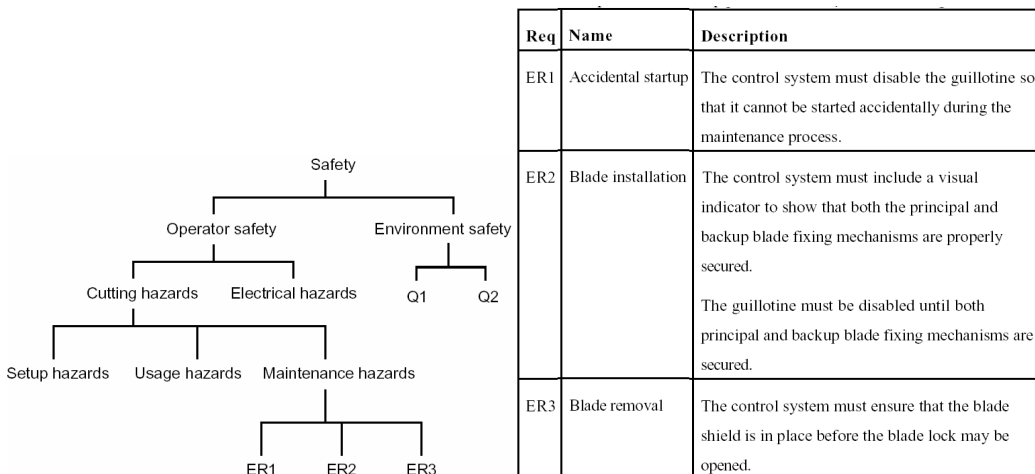 Safety
Operator safety
Environment safety
Cutting hazards
Electrical hazards
Q1
Q2
Setup hazards
Usage hazards
Maintenance hazards
ER1
ER2
ER3
Req Name Description
ER1 Accidental startup The control system must disable the guillotine so
that it cannot be started accidentally during the
maintenance process.
ER2 Blade installation The control system must include a visual
indicator to show that both the principal and
backup blade fixing mechanisms are properly
secured.
The guillotine must be disabled until both
principal and backup blade fixing mechanisms are
secured.
ER3 Blade removal The control system must ensure that the blade
shield is in place before the blade lock may be
opened.